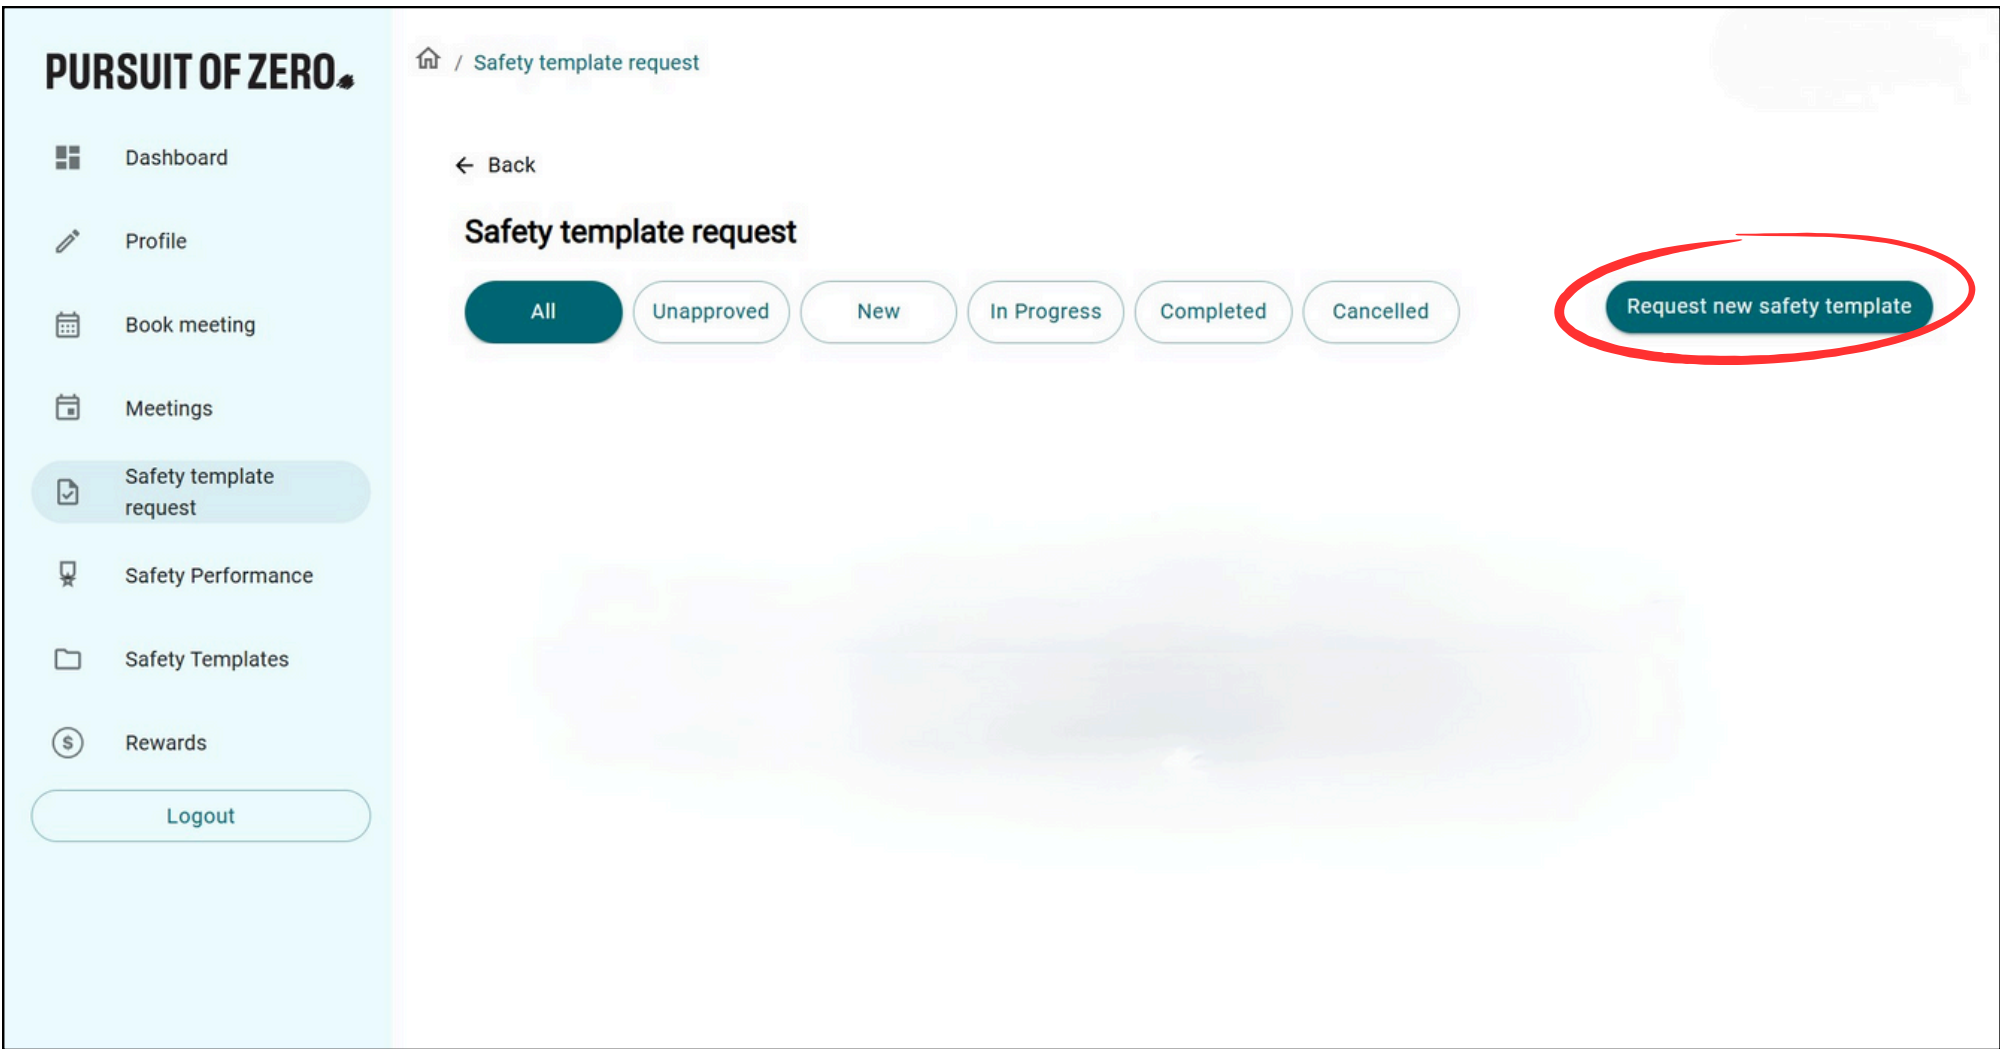 PURSUIT OF ZERO
/ Safety template request
Dashboard
Profile
Book meeting
Meetings
Safety template
request
Safety Performance
Safety Templates
Rewards
Logout
Back
Safety template request
All
Unapproved
New
In Progress
Completed
Cancelled
Request new safety template